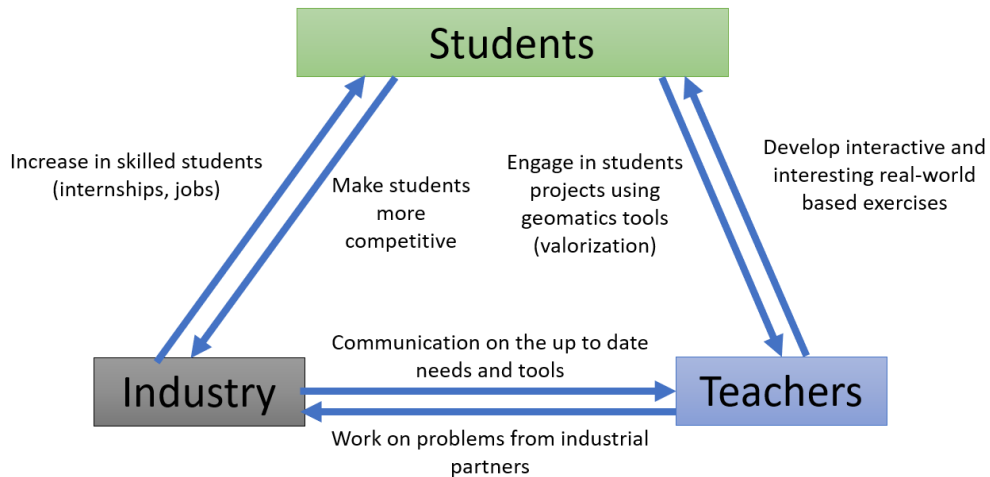 Students
Increase in skilled students
(internships, jobs)
Make students
more
competitive
Engage in students
projects using
geomatics tools
(valorization)
Develop interactive and
interesting real-world
based exercises
Communication on the up to date
needs and tools
Industry
Teachers
Work on problems from industrial
partners